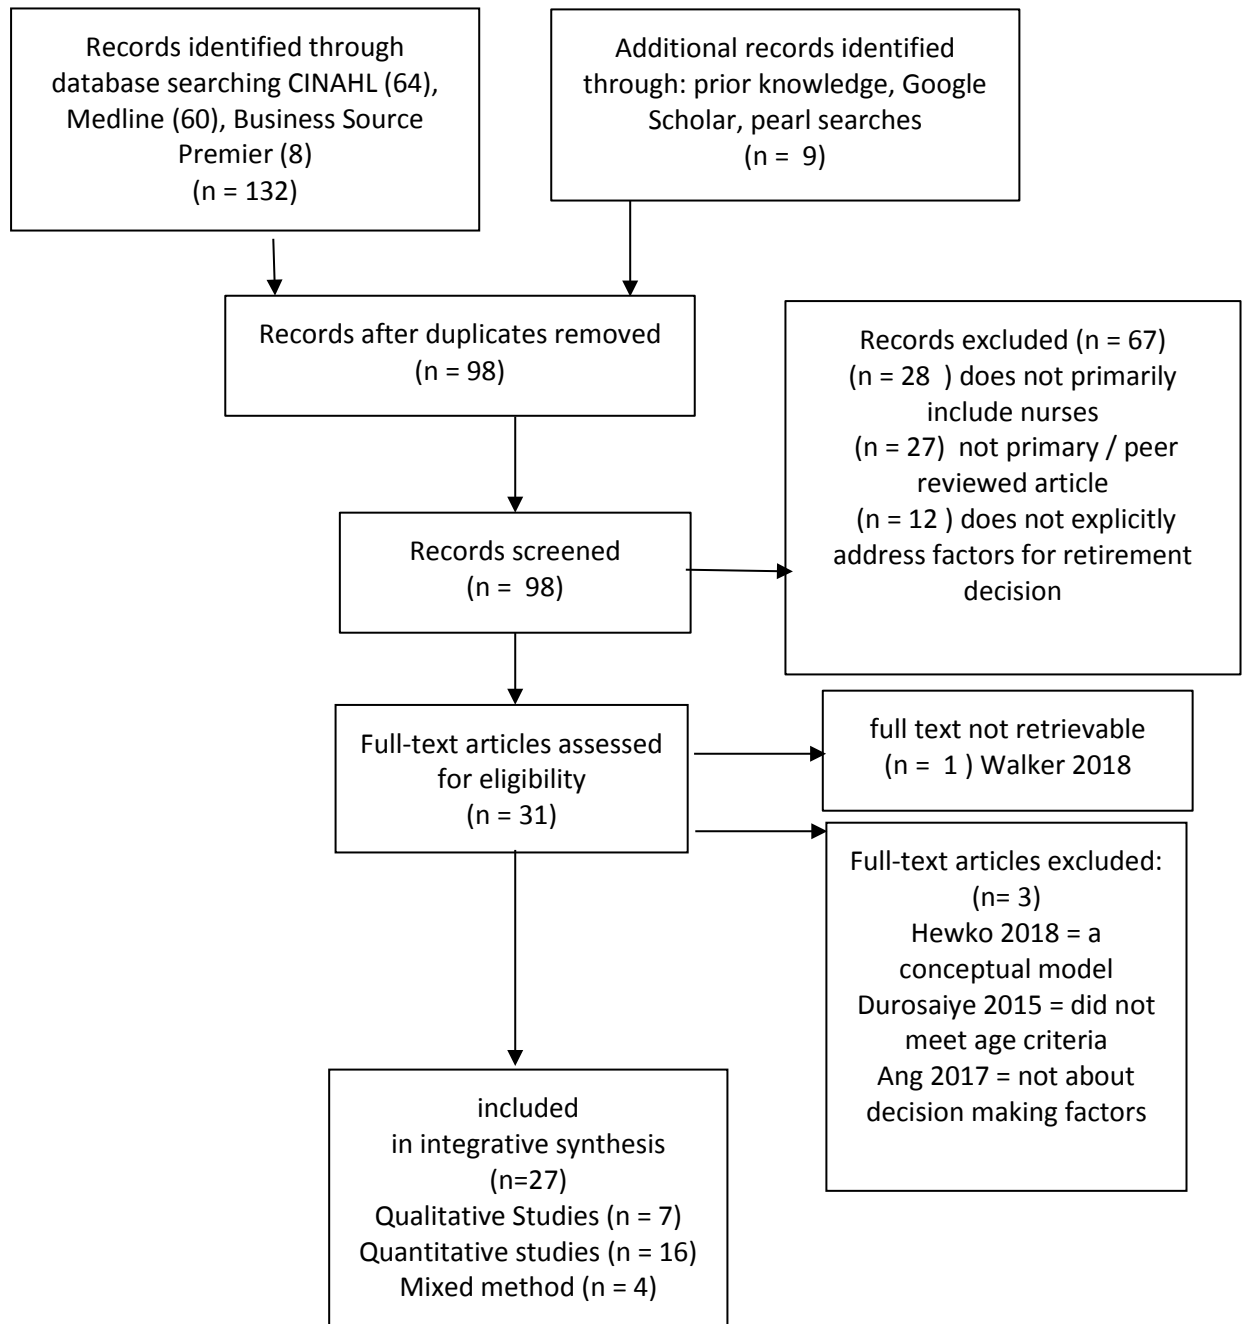 Records identified through
database searching CINAHL (64),
Medline (60), Business Source
Premier (8)
(n = 132)
Additional records identified
through: prior knowledge, Google
Scholar, pearl searches
(n =  9)
Records after duplicates removed
(n = 98)
Records excluded (n = 67)
(n = 28  ) does not primarily
include nurses
(n = 27)  not primary / peer
reviewed article
(n = 12 ) does not explicitly
address factors for retirement
decision
Records screened
(n =  98)
Full-text articles assessed
for eligibility
(n = 31)
full text not retrievable
(n =  1 ) Walker 2018
Full-text articles excluded:
(n= 3)
Hewko 2018 = a
conceptual model
Durosaiye 2015 = did not
meet age criteria
Ang 2017 = not about
decision making factors
included
in integrative synthesis
(n=27)
Qualitative Studies (n = 7)
Quantitative studies (n = 16)
Mixed method (n = 4)